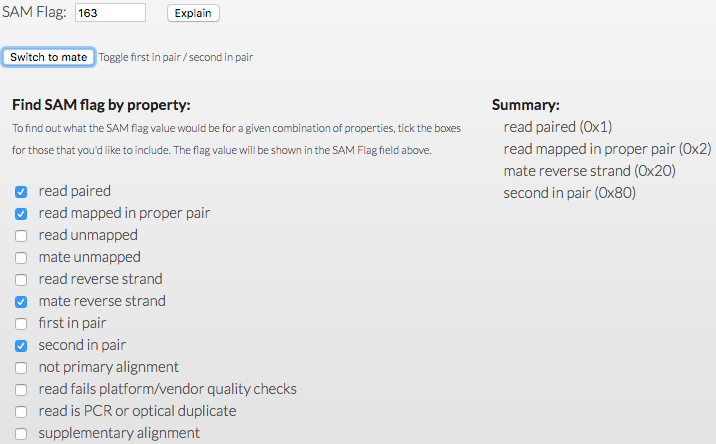 SAM Flag: 163 Explain
Switch to mate Toggle first in pair / second in pair
Find SAM flag by property:
To find out what the SAM flag value would be for a given combination of properties, tick the boxes
for those that you'd like to include. The flag value will be shown in the SAM Flag field above.
read paired
read mapped in proper pair
read unmapped
mate unmapped
read reverse strand
mate reverse strand
first in pair
second in pair
not primary alignment
read fails platform/vendor quality checks
read is PCR or optical duplicate
supplementary alignment
Summary:
read paired (0x1)
read mapped in proper pair (0x2)
mate reverse strand (0x20)
second in pair (0x80)